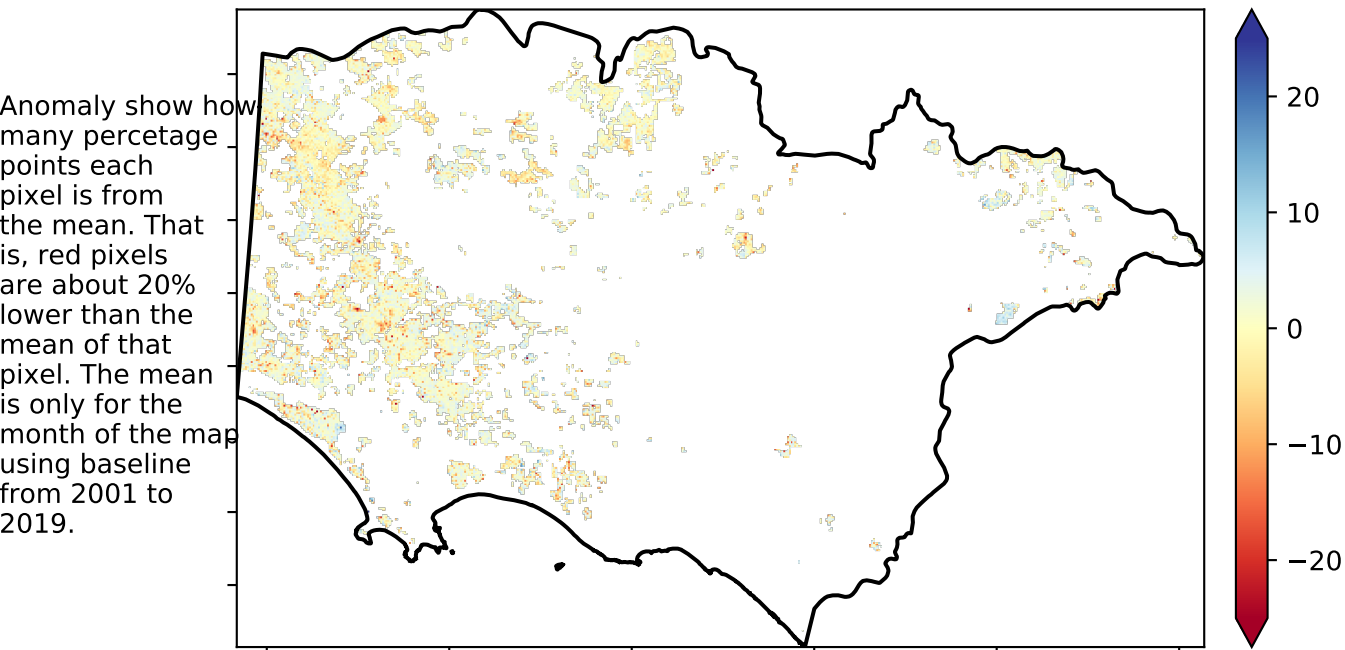 Anomaly show how
many percetage
points each
pixel is from
the mean. That
is, red pixels
are about 20%
lower than the
mean of that
pixel. The mean
is only for the
month of the map
using baseline
from 2001 to
2019.
20
10
0
−10
−20